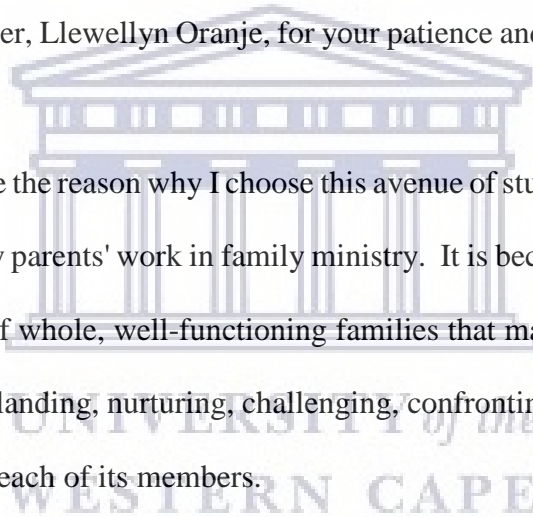 er, Llewellyn Oranje, for your patience and
e the reason why I choose this avenue of stu
y parents' work in family ministry. It is bec
f whole, well-functioning families that ma
landing, nurturing, challenging, confrontin
UNIVERSITY of the
each of its members.
WESTERN CAPE